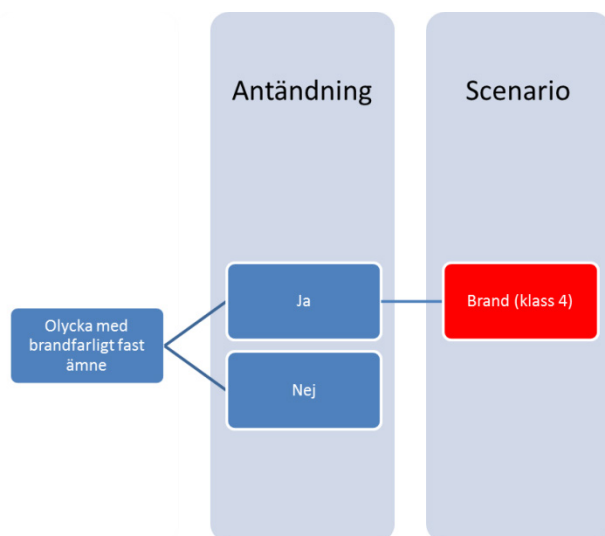 Antändning
Scenario
Olycka med
brandfarligt fast
ämne
Ja
Brand (klass 4)
Nej